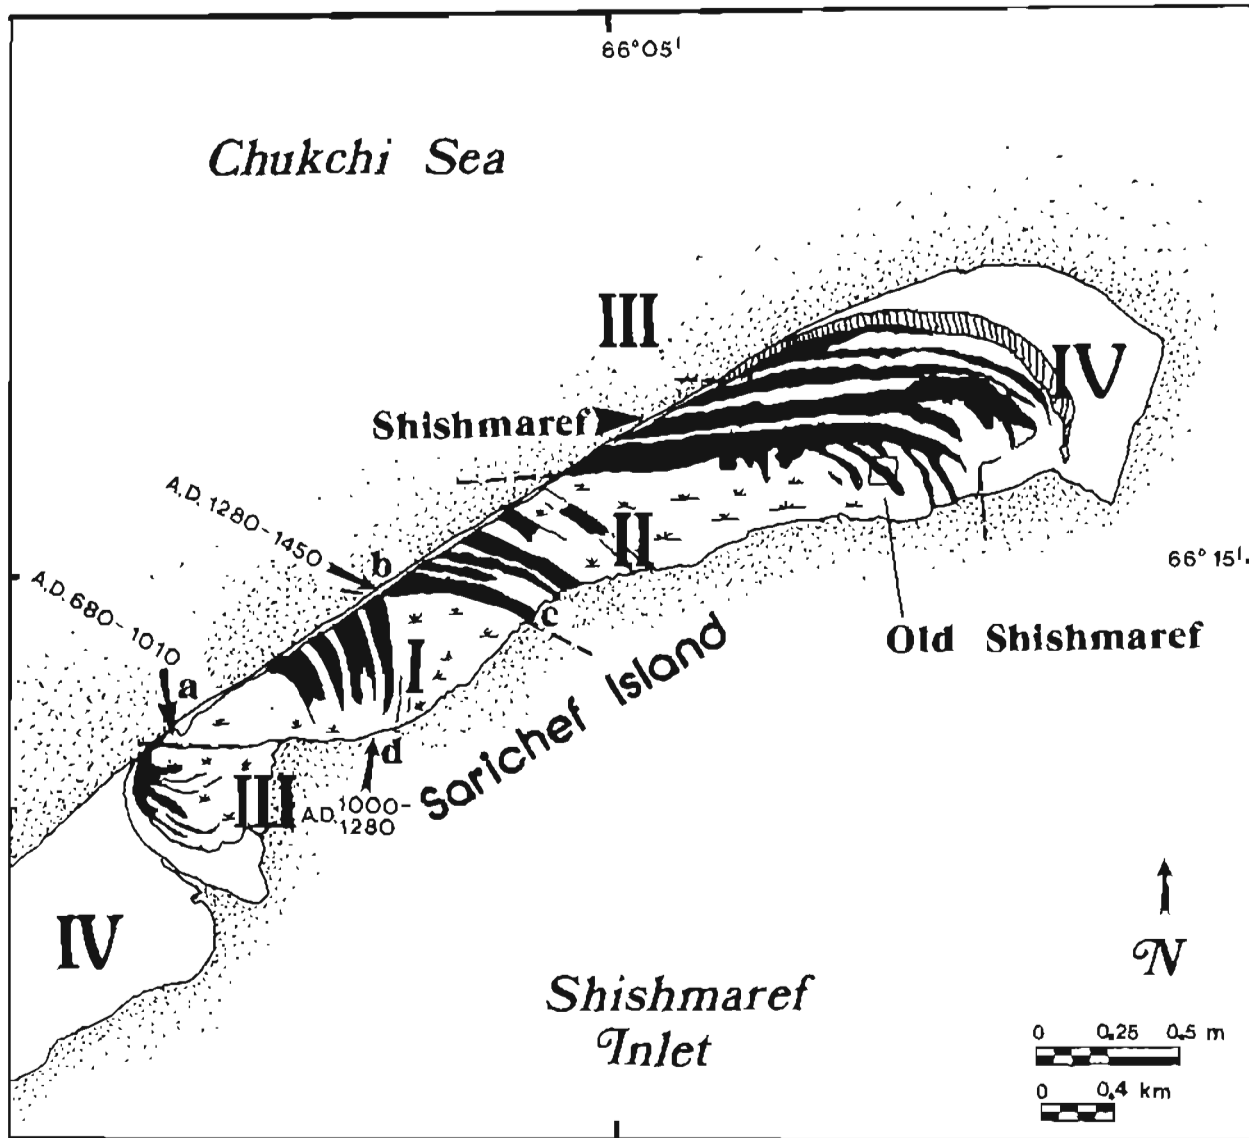 66°05'
Chukchi Sea
III
IV
Shishmaref
A.D. 1280-1450
b
II
66° 15'
A.D. 680-1010
a
c
I
Old Shishmaref
Sarichef Island
d
III
A.D. 1000-
1280
IV
N
Shishmaref
Inlet
0 0.25 0.5 m
0 0.4 km